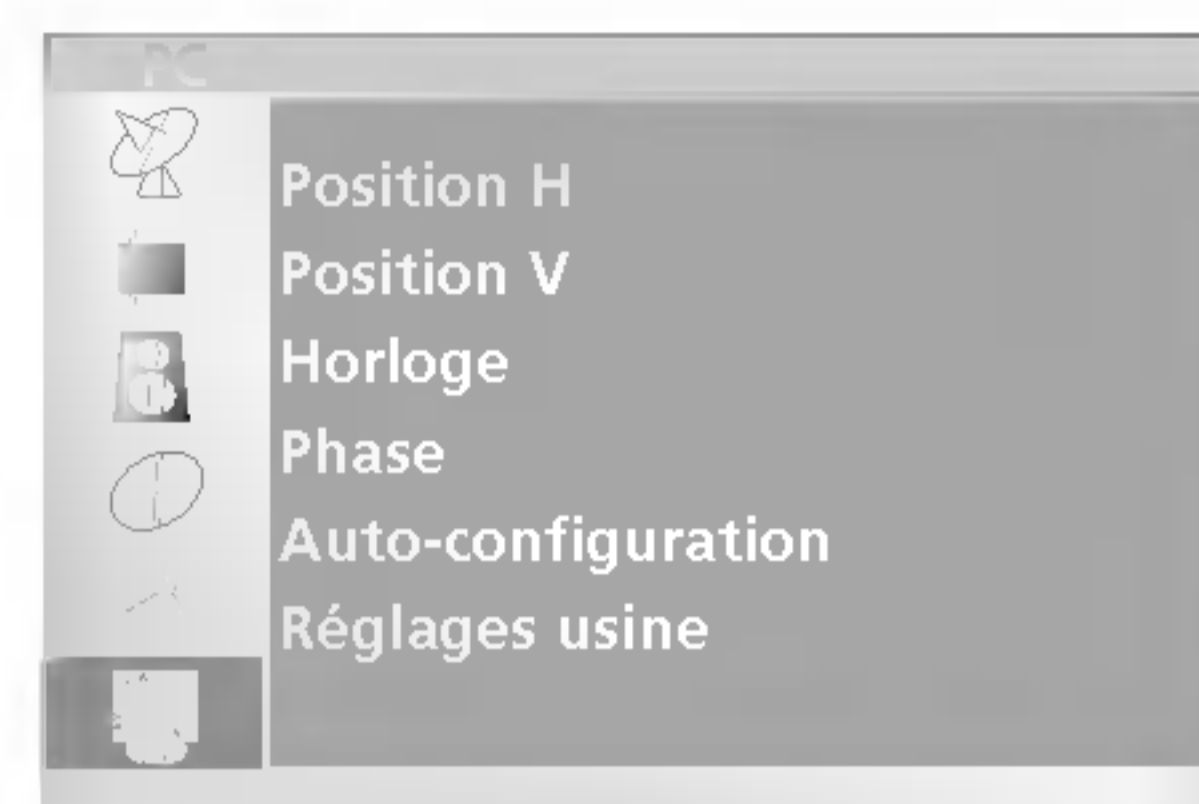 PC
Position H
Position V
Horloge
Phase
Auto-configuration
Réglages usine